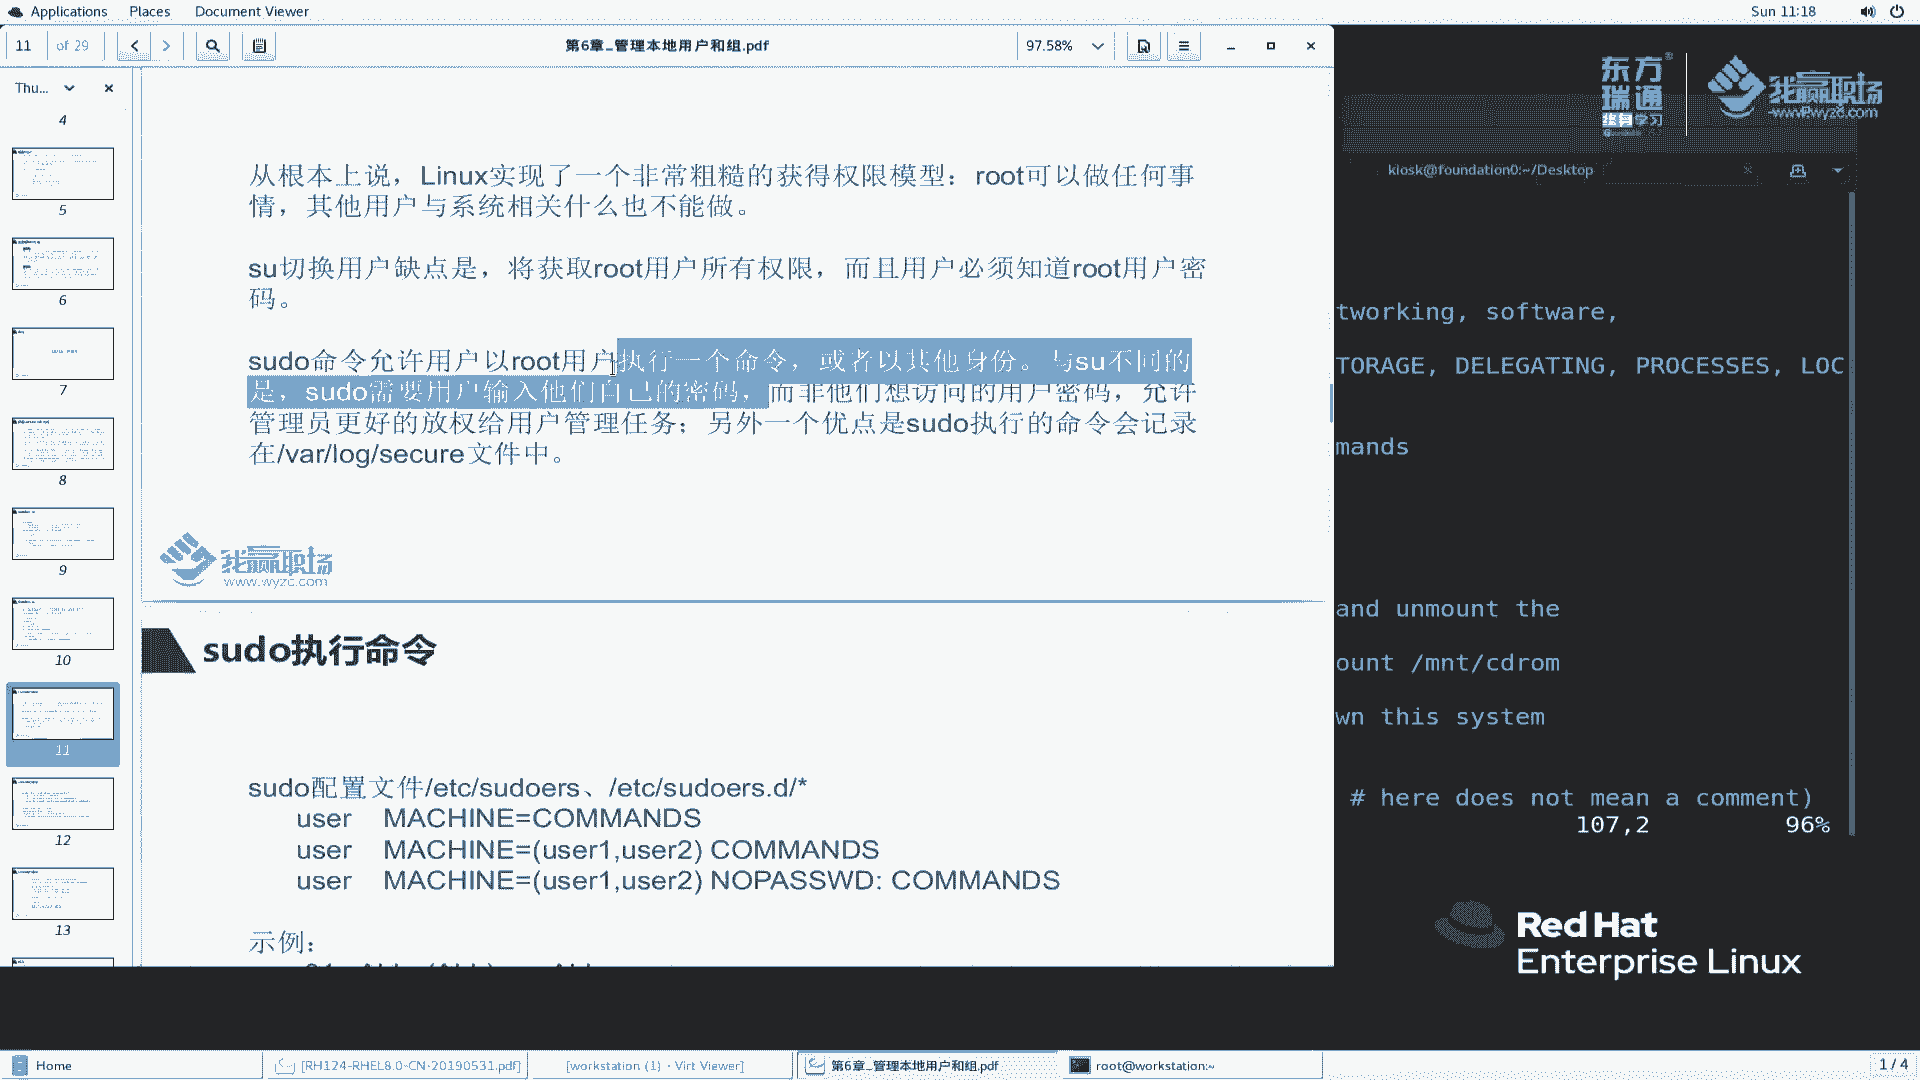 Applications Places Document Viewer Sun 11:18
11 of 29 第6章_管理本地用户和组.pdf 97.58%
Thu...
4
5
6
7
8
9
10
11
12
13
从根本上说，Linux实现了一个非常粗糙的获得权限模型：root可以做任何事
情，其他用户与系统相关什么也不能做。
su切换用户缺点是，将获取root用户所有权限，而且用户必须知道root用户密
码。
sudo命令允许用户以root用户执行一个命令，或者以其他身份。与su不同的
是，sudo需要用户输入他们自己的密码，而非他们想访问的用户密码，允许
管理员更好的放权给用户管理任务；另外一个优点是sudo执行的命令会记录
在/var/log/secure文件中。
我赢职场
www.wyzc.com
sudo执行命令
sudo配置文件/etc/sudoers、/etc/sudoers.d/*
user MACHINE=COMMANDS
user MACHINE=(user1,user2) COMMANDS
user MACHINE=(user1,user2) NOPASSWD: COMMANDS
示例：
东方
瑞通
终身学习
我赢职场
www.wyzc.com
kiosk@foundation0:~/Desktop
tworking, software,
TORAGE, DELEGATING, PROCESSES, LOC
mands
and unmount the
ount /mnt/cdrom
wn this system
# here does not mean a comment)
107,2 96%
Red Hat
Enterprise Linux
Home [RH124-RHEL8.0-CN-20190531.pdf] [workstation (1) - Virt Viewer] 第6章_管理本地用户和组.pdf root@workstation:~ 1 / 4